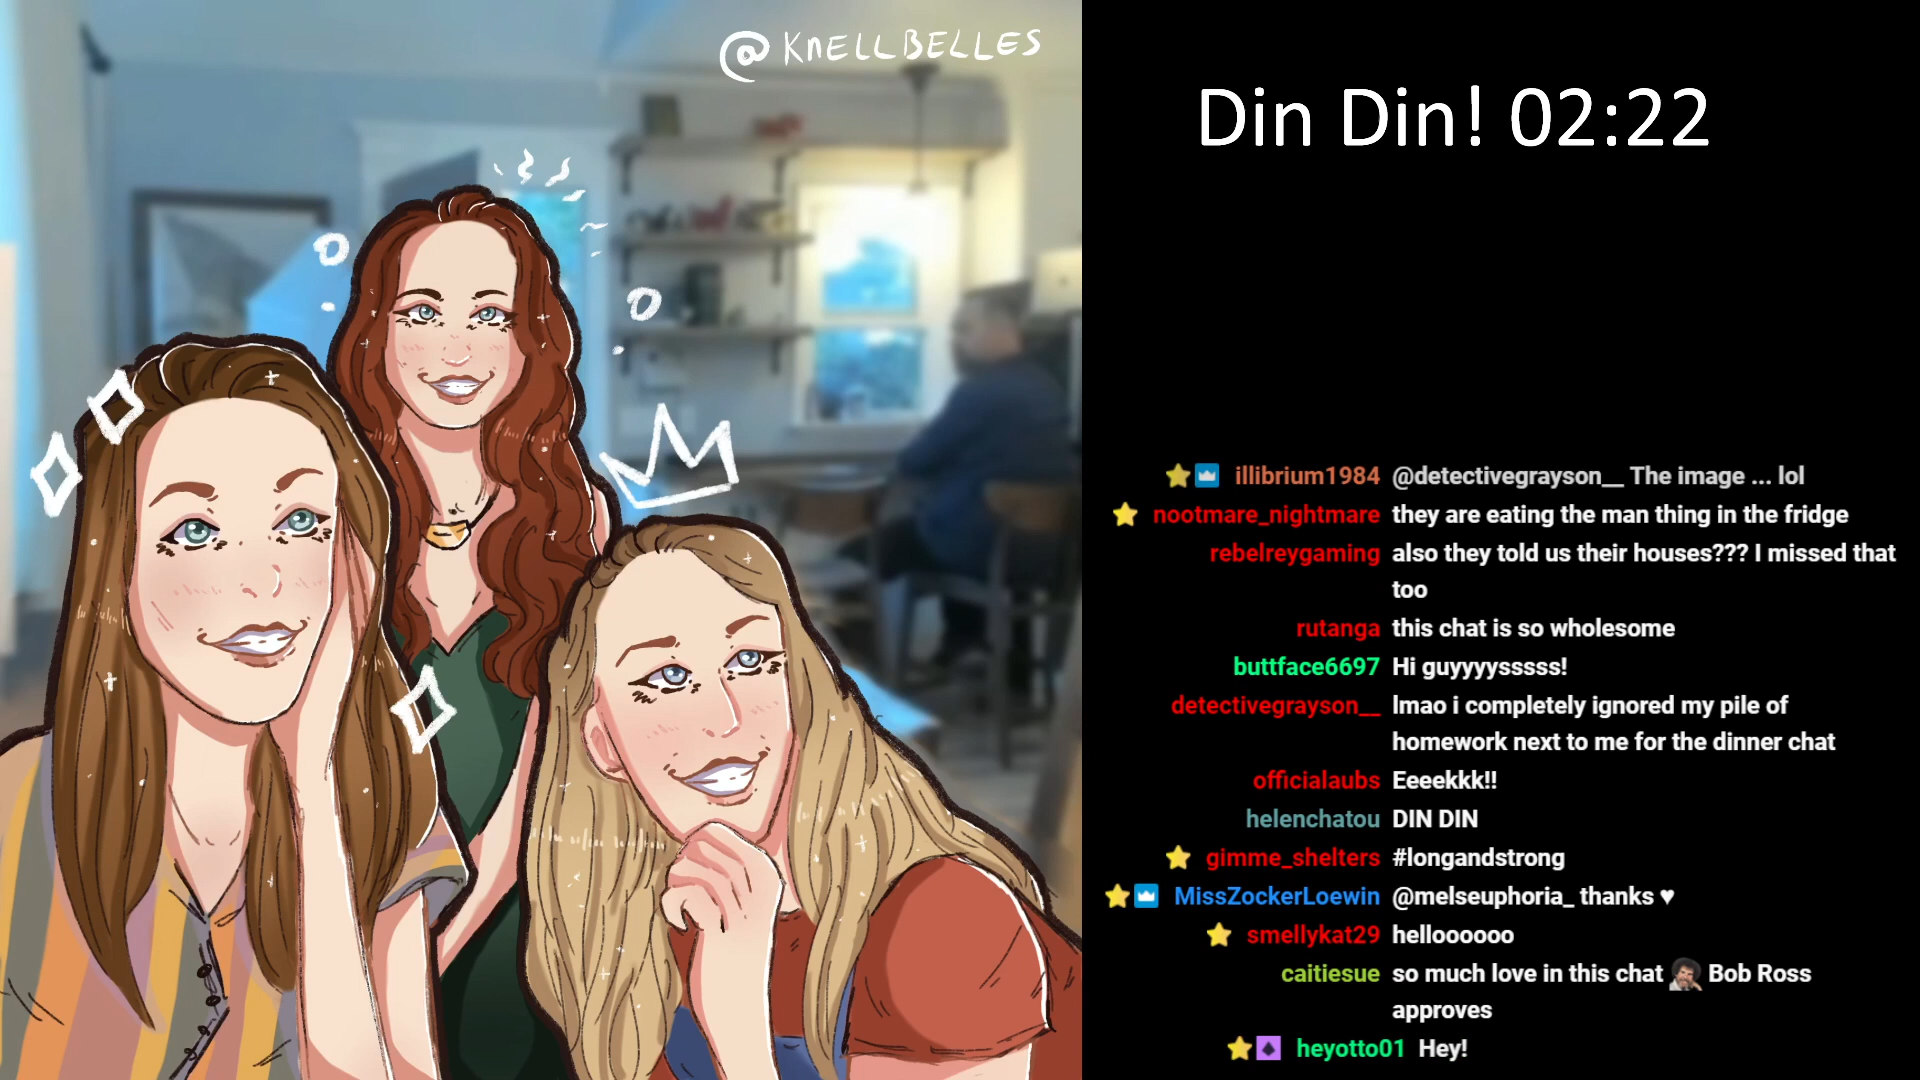 @KNELLBELLES
Din Din! 02:22
illibrium1984 @detectivegrayson__ The image ... lol
nootmare_nightmare they are eating the man thing in the fridge
rebelreygaming also they told us their houses??? I missed that
too
rutanga this chat is so wholesome
buttface6697 Hi guyyyysssss!
detectivegrayson__ lmao i completely ignored my pile of
homework next to me for the dinner chat
officialaubs Eeeekkk!!
helenchatou DIN DIN
gimme_shelters #longandstrong
MissZockerLoewin @melseuphoria_ thanks ♥
smellykat29 helloooooo
caitiesue so much love in this chat Bob Ross
approves
heyotto01 Hey!